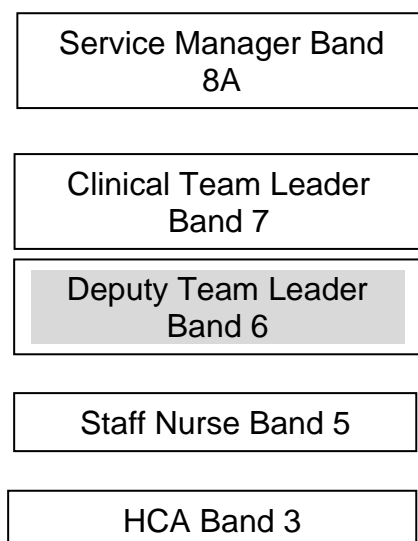 Service Manager Band
8A
Clinical Team Leader
Band 7
Deputy Team Leader
Band 6
Staff Nurse Band 5
HCA Band 3